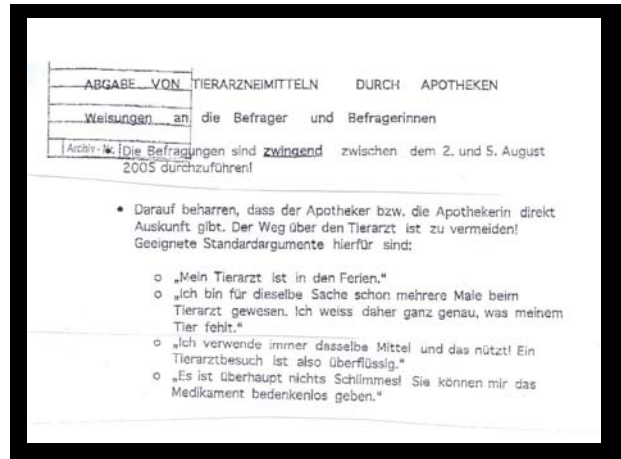 ABGABE VON TIERARZNEIMITTELN DURCH APOTHEKEN
Weisungen an die Befrager und Befragerinnen
Archiv-Nr. Die Befragungen sind zwingend zwischen dem 2. und 5. August
2005 durchzuführen!
• Darauf beharren, dass der Apotheker bzw. die Apothekerin direkt
Auskunft gibt. Der Weg über den Tierarzt ist zu vermeiden!
Geeignete Standardargumente hierfür sind:
o „Mein Tierarzt ist in den Ferien.“
o „Ich bin für dieselbe Sache schon mehrere Male beim
Tierarzt gewesen. Ich weiss daher ganz genau, was meinem
Tier fehlt.“
o „Ich verwende immer dasselbe Mittel und das nützt! Ein
Tierarztbesuch ist also überflüssig.“
o „Es ist überhaupt nichts Schlimmes! Sie können mir das
Medikament bedenkenlos geben.“